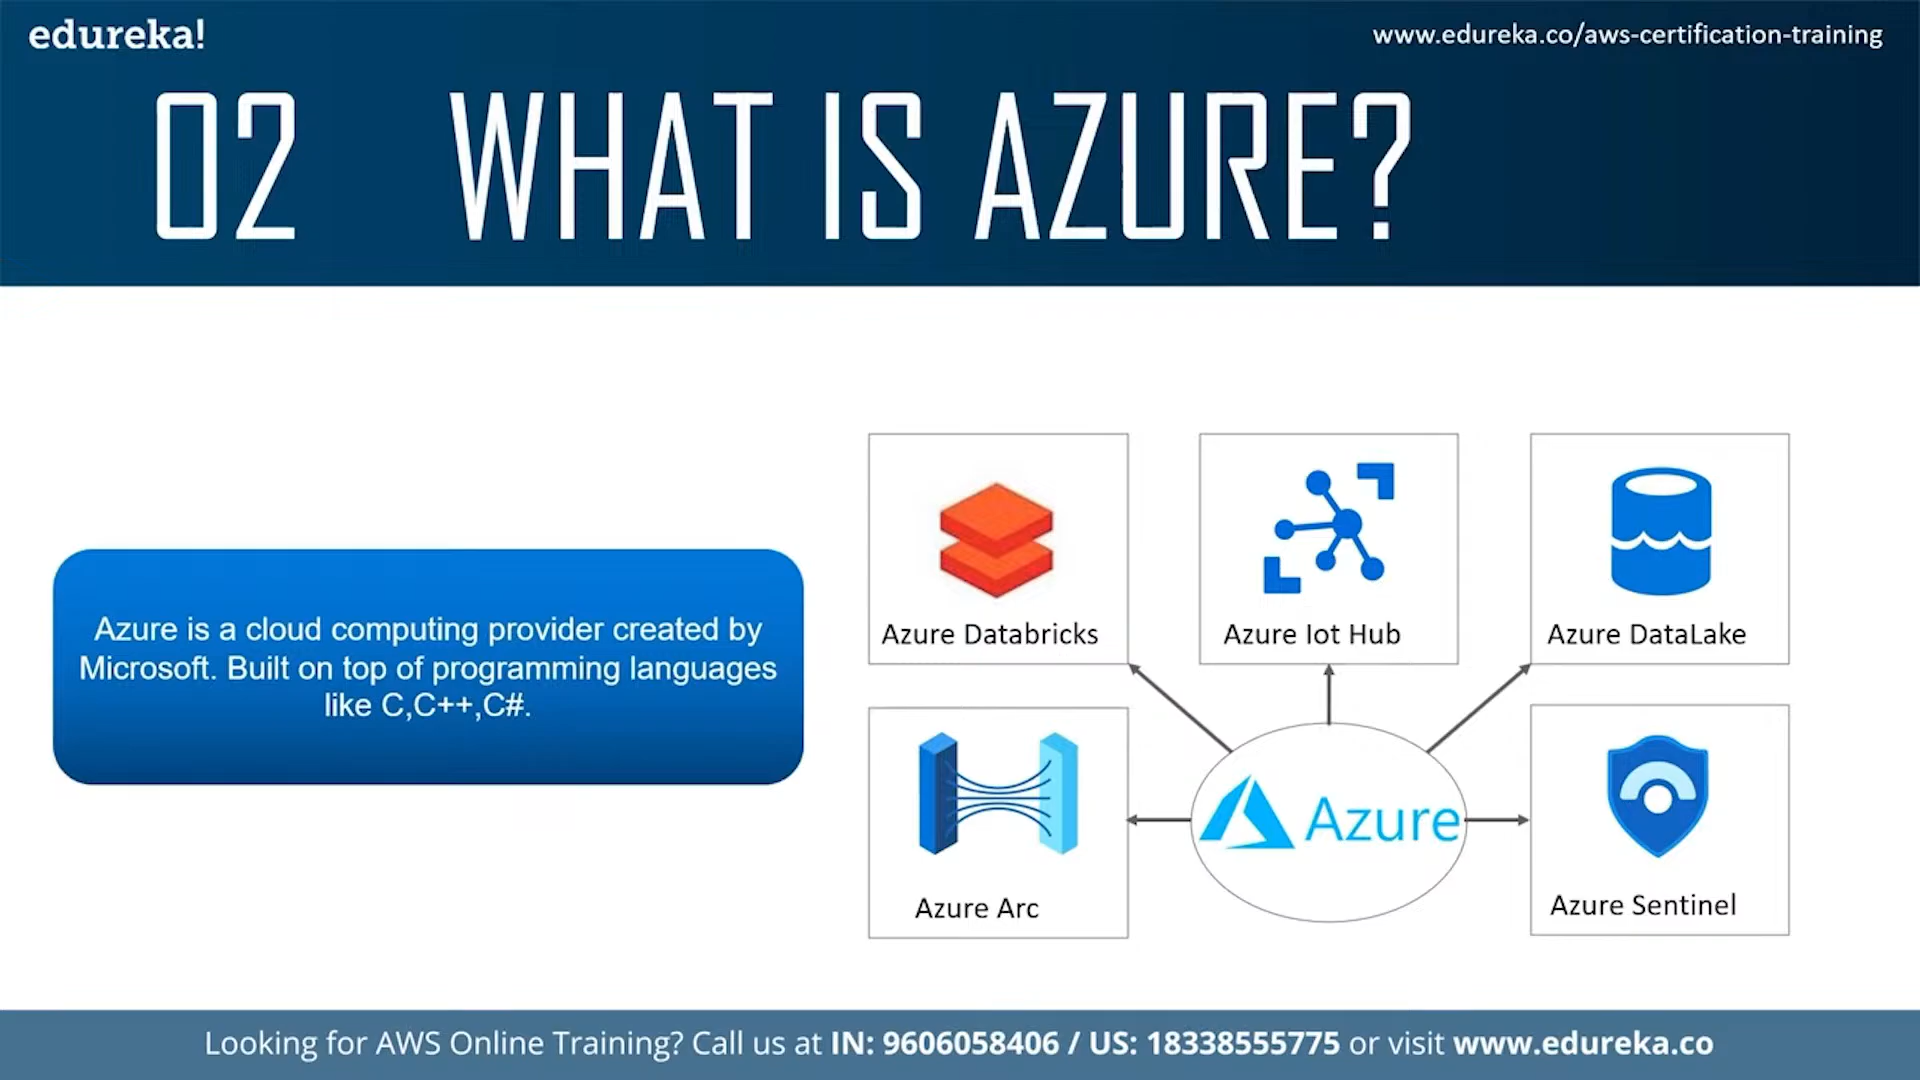 edureka!
www.edureka.co/aws-certification-training
02 WHAT IS AZURE?
Azure is a cloud computing provider created by
Microsoft. Built on top of programming languages
like C,C++,C#.
Azure Databricks
Azure Iot Hub
Azure DataLake
Azure Arc
Azure
Azure Sentinel
Looking for AWS Online Training? Call us at IN: 9606058406 / US: 18338555775 or visit www.edureka.co